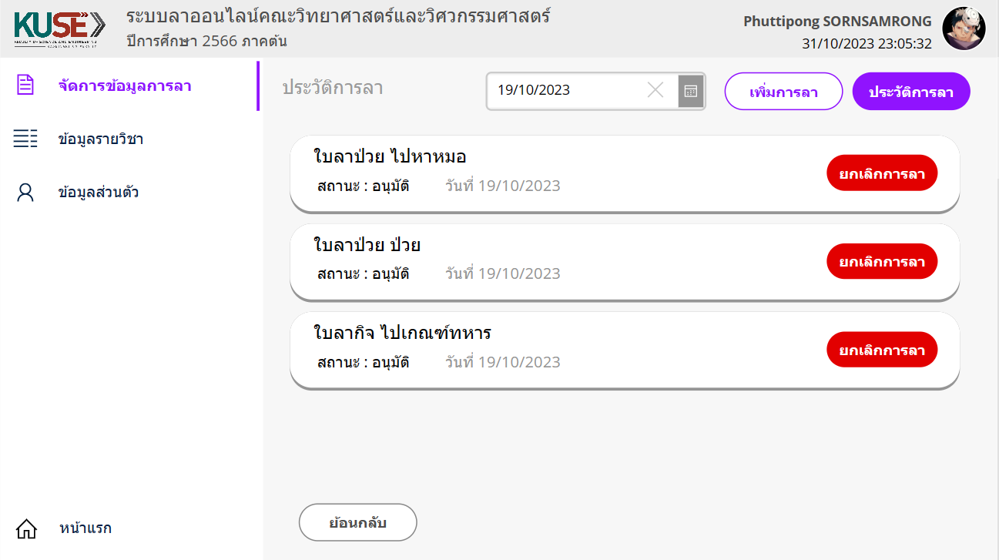 KUSE
FACULTY OF SCIENCE AND ENGINEERING
ระบบลาออนไลน์คณะวิทยาศาสตร์และวิศวกรรมศาสตร์
ปีการศึกษา 2566 ภาคต้น
Phuttipong SORNSAMRONG
31/10/2023 23:05:32
จัดการข้อมูลการลา
ข้อมูลรายวิชา
ข้อมูลส่วนตัว
หน้าแรก
ประวัติการลา
19/10/2023
เพิ่มการลา
ประวัติการลา
ใบลาป่วย ไปหาหมอ
สถานะ : อนุมัติ วันที่ 19/10/2023
ยกเลิกการลา
ใบลาป่วย ป่วย
สถานะ : อนุมัติ วันที่ 19/10/2023
ยกเลิกการลา
ใบลากิจ ไปเกณฑ์ทหาร
สถานะ : อนุมัติ วันที่ 19/10/2023
ยกเลิกการลา
ย้อนกลับ